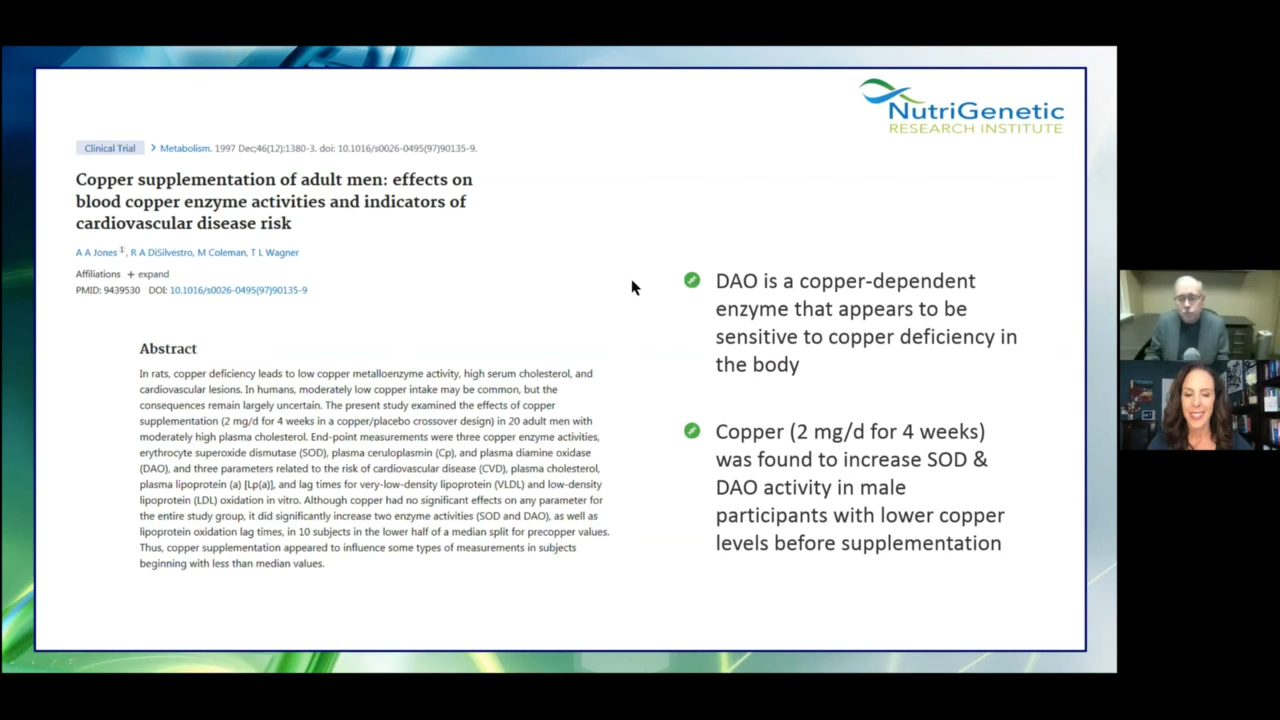 NutriGenetic
RESEARCH INSTITUTE
Clinical Trial > Metabolism. 1997 Dec;46(12):1380-3. doi: 10.1016/s0026-0495(97)90135-9.
Copper supplementation of adult men: effects on
blood copper enzyme activities and indicators of
cardiovascular disease risk
A A Jones 1, R A DiSilvestro, M Coleman, T L Wagner
Affiliations + expand
PMID: 9439530 DOI: 10.1016/s0026-0495(97)90135-9
Abstract
In rats, copper deficiency leads to low copper metalloenzyme activity, high serum cholesterol, and
cardiovascular lesions. In humans, moderately low copper intake may be common, but the
consequences remain largely uncertain. The present study examined the effects of copper
supplementation (2 mg/d for 4 weeks in a copper/placebo crossover design) in 20 adult men with
moderately high plasma cholesterol. End-point measurements were three copper enzyme activities,
erythrocyte superoxide dismutase (SOD), plasma ceruloplasmin (Cp), and plasma diamine oxidase
(DAO), and three parameters related to the risk of cardiovascular disease (CVD), plasma cholesterol,
plasma lipoprotein (a) [Lp(a)], and lag times for very-low-density lipoprotein (VLDL) and low-density
lipoprotein (LDL) oxidation in vitro. Although copper had no significant effects on any parameter for
the entire study group, it did significantly increase two enzyme activities (SOD and DAO), as well as
lipoprotein oxidation lag times, in 10 subjects in the lower half of a median split for precopper values.
Thus, copper supplementation appeared to influence some types of measurements in subjects
beginning with less than median values.
DAO is a copper-dependent
enzyme that appears to be
sensitive to copper deficiency in
the body
Copper (2 mg/d for 4 weeks)
was found to increase SOD &
DAO activity in male
participants with lower copper
levels before supplementation